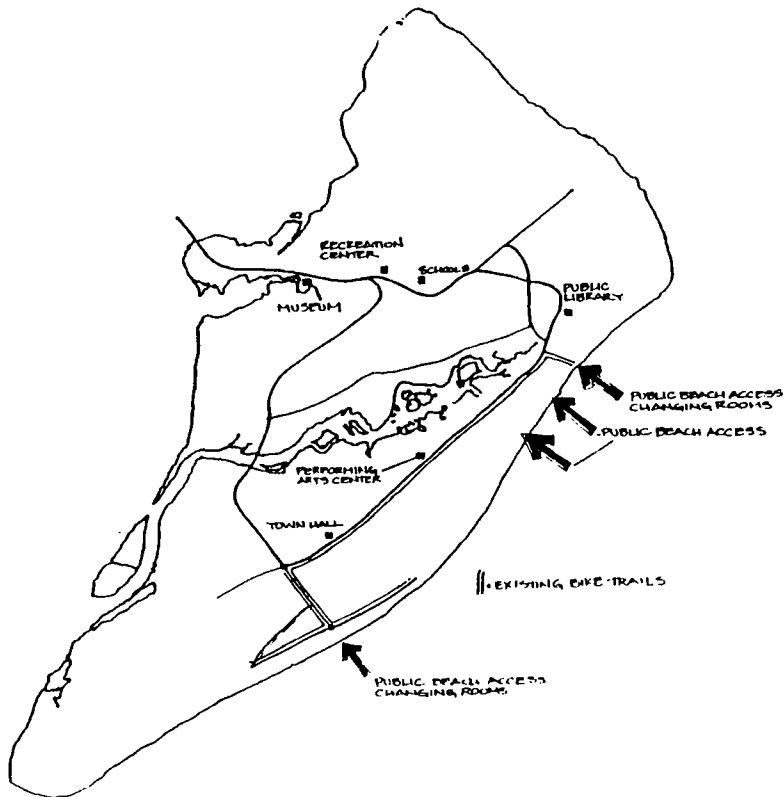 RECREATION
CENTER
SCHOOL
MUSEUM
PUBLIC
LIBRARY
PUBLIC BEACH ACCESS
CHANGING ROOMS
PUBLIC BEACH ACCESS
PERFORMING
ARTS CENTER
TOWN HALL
EXISTING BIKE TRAILS
PUBLIC BEACH ACCESS
CHANGING ROOMS